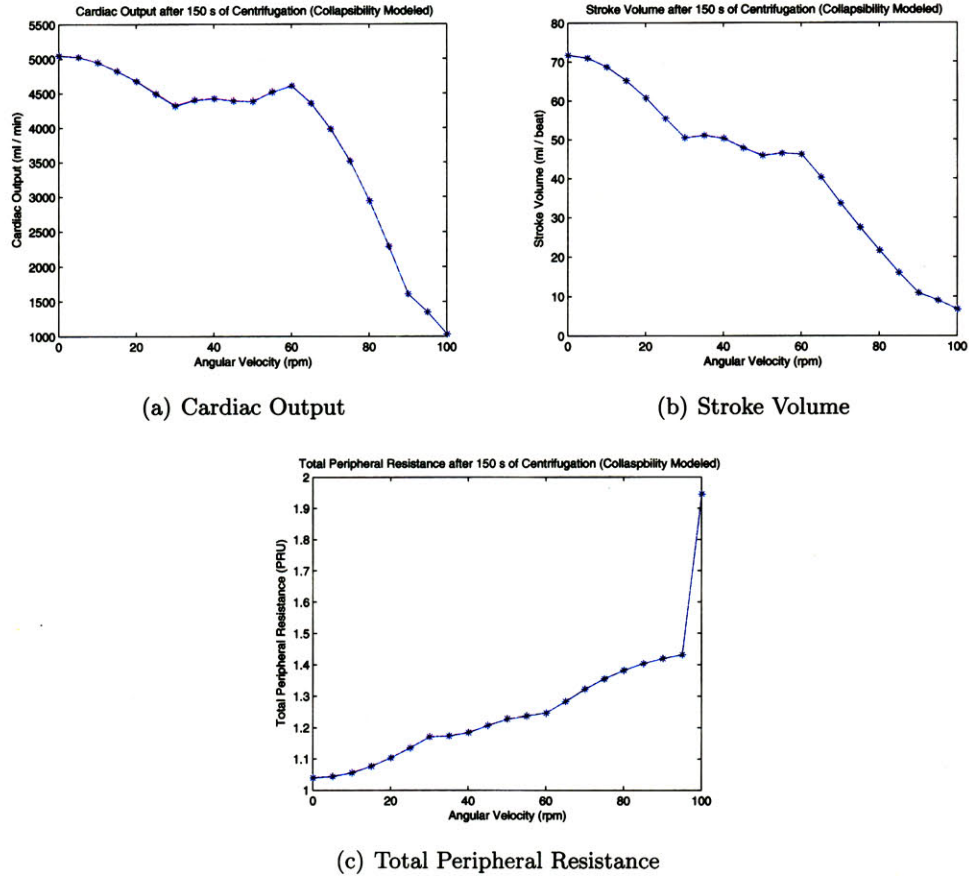 Cardiac Output after 150 s of Centrifugation (Collapsibility Modeled)
5500
5000
4500
4000
3500
3000
2500
2000
1500
1000
Cardiac Output (ml / min)
0 20 40 60 80 100
Angular Velocity (rpm)
(a) Cardiac Output
Stroke Volume after 150 s of Centrifugation (Collapsibility Modeled)
80
70
60
50
40
30
20
10
0
Stroke Volume (ml / beat)
0 20 40 60 80 100
Angular Velocity (rpm)
(b) Stroke Volume
Total Peripheral Resistance after 150 s of Centrifugation (Collaspbility Modeled)
2
1.9
1.8
1.7
1.6
1.5
1.4
1.3
1.2
1.1
1
Total Peripheral Resistance (PRU)
0 20 40 60 80 100
Angular Velocity (rpm)
(c) Total Peripheral Resistance